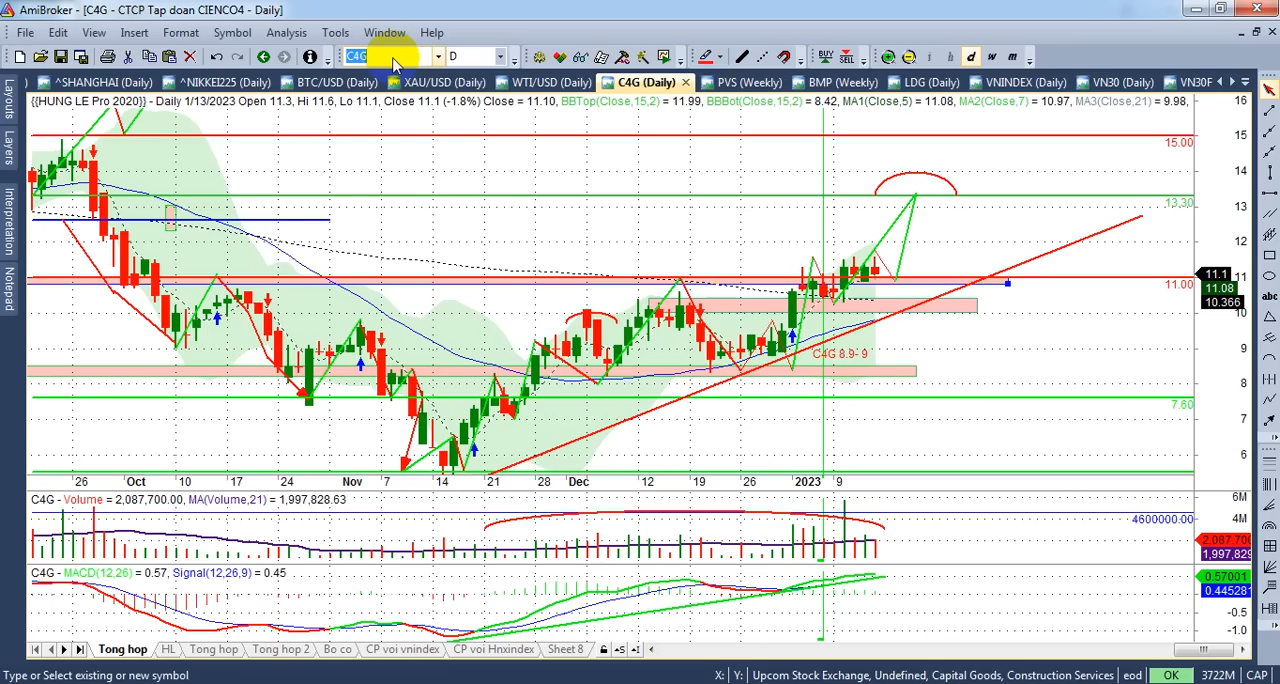 AmiBroker - [C4G - CTCP Tap doan CIENCO4 - Daily]
File Edit View Insert Format Symbol Analysis Tools Window Help
C4G D BUY SELL i h d w m
^SHANGHAI (Daily) ^NIKKEI225 (Daily) BTC/USD (Daily) XAU/USD (Daily) WTI/USD (Daily) C4G (Daily) PVS (Weekly) BMP (Weekly) LDG (Daily) VNINDEX (Daily) VN30 (Daily) VN30F
{{HUNG LE Pro 2020}} - Daily 1/13/2023 Open 11.3, Hi 11.6, Lo 11.1, Close 11.1 (-1.8%) Close = 11.10, BBTop(Close,15,2) = 11.99, BBBot(Close,15,2) = 8.42, MA1(Close,5) = 11.08, MA2(Close,7) = 10.97, MA3(Close,21) = 9.98,
Layouts
Layers
Interpretation
Notepad
16
15
15.00
14
13.30
13
12
11
11.00
11.1
11.08
10.366
10
9
C4G 8.9- 9
8
7.60
7
6
26 Oct 10 17 24 Nov 7 14 21 28 Dec 12 19 26 2023 9
C4G - Volume = 2,087,700.00, MA(Volume,21) = 1,997,828.63
6M
4M
4600000.00
2,087,700
1,997,829
C4G - MACD(12,26) = 0.57, Signal(12,26,9) = 0.45
0.57001
0.445281
-0.5
-1.0
Tong hop HL Tong hop Tong hop 2 Bo co CP voi vnindex CP voi Hnxindex Sheet 8
Type or Select existing or new symbol X: Y: Upcom Stock Exchange, Undefined, Capital Goods, Construction Services eod OK 3722M CAP